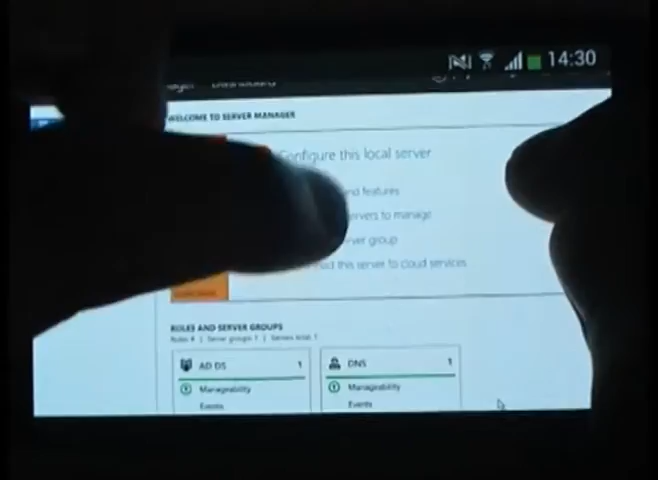 14:30
WELCOME TO SERVER MANAGER
Configure this local server
and features
servers to manage
server group
this server to cloud services
ROLES AND SERVER GROUPS
Roles: 4 | Server groups: 1 | Servers total: 1
AD DS 1
DNS 1
Manageability
Manageability
Events
Events